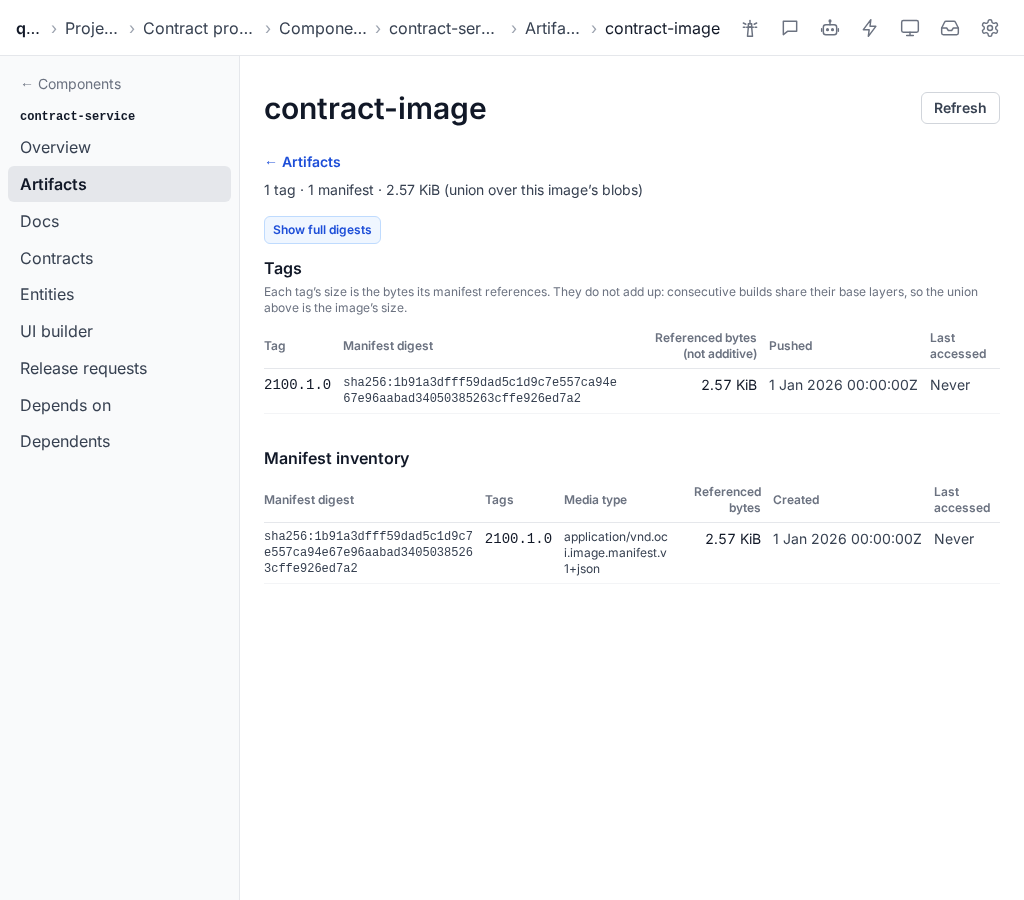 q… › Proje… › Contract pro… › Compone… › contract-ser… › Artifa… › contract-image
← Components
contract-service
Overview
Artifacts
Docs
Contracts
Entities
UI builder
Release requests
Depends on
Dependents
contract-image
Refresh
← Artifacts
1 tag · 1 manifest · 2.57 KiB (union over this image’s blobs)
Show full digests
Tags
Each tag’s size is the bytes its manifest references. They do not add up: consecutive builds share their base layers, so the union
above is the image’s size.
Tag Manifest digest Referenced bytes (not additive) Pushed Last accessed
2100.1.0 sha256:1b91a3dfff59dad5c1d9c7e557ca94e 2.57 KiB 1 Jan 2026 00:00:00Z Never
67e96aabad34050385263cffe926ed7a2
Manifest inventory
Manifest digest Tags Media type Referenced bytes Created Last accessed
sha256:1b91a3dfff59dad5c1d9c7 2100.1.0 application/vnd.oc 2.57 KiB 1 Jan 2026 00:00:00Z Never
e557ca94e67e96aabad3405038526 i.image.manifest.v
3cffe926ed7a2 1+json